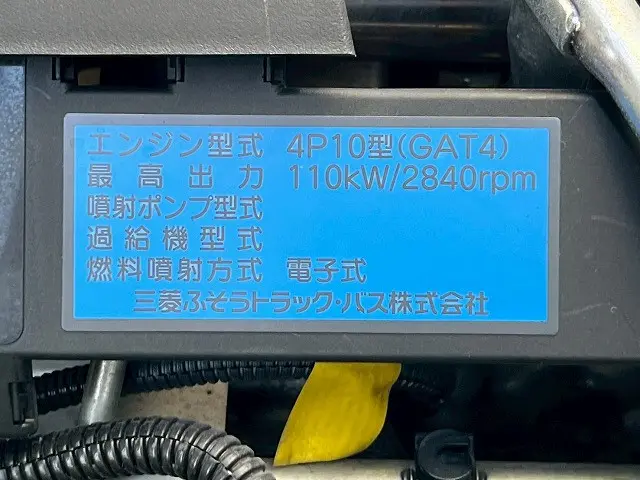 エンジン型式 4P10型(GAT4)
最高出力 110kW/2840rpm
噴射ポンプ型式
過給機型式
燃料噴射方式 電子式
三菱ふそうトラック・バス株式会社